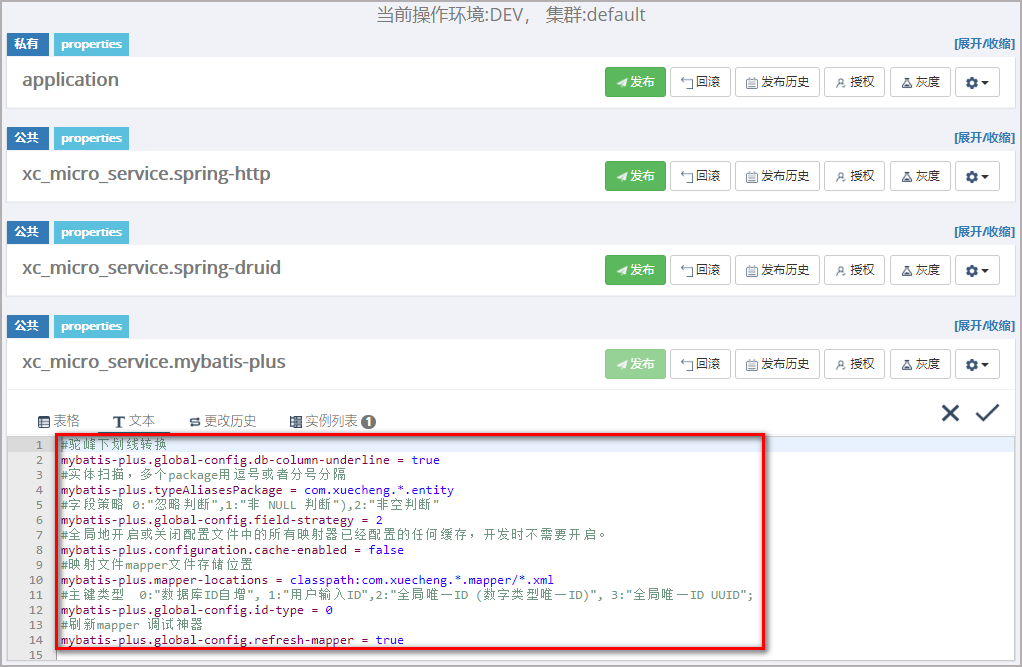 当前操作环境:DEV， 集群:default
私有 properties [展开/收缩]
application 发布 回滚 发布历史 授权 灰度
公共 properties [展开/收缩]
xc_micro_service.spring-http 发布 回滚 发布历史 授权 灰度
公共 properties [展开/收缩]
xc_micro_service.spring-druid 发布 回滚 发布历史 授权 灰度
公共 properties [展开/收缩]
xc_micro_service.mybatis-plus 发布 回滚 发布历史 授权 灰度
表格 文本 更改历史 实例列表 1
1 #驼峰下划线转换
2 mybatis-plus.global-config.db-column-underline = true
3 #实体扫描，多个package用逗号或者分号分隔
4 mybatis-plus.typeAliasesPackage = com.xuecheng.*.entity
5 #字段策略 0:"忽略判断",1:"非 NULL 判断"),2:"非空判断"
6 mybatis-plus.global-config.field-strategy = 2
7 #全局地开启或关闭配置文件中的所有映射器已经配置的任何缓存，开发时不需要开启。
8 mybatis-plus.configuration.cache-enabled = false
9 #映射文件mapper文件存储位置
10 mybatis-plus.mapper-locations = classpath:com.xuecheng.*.mapper/*.xml
11 #主键类型  0:"数据库ID自增", 1:"用户输入ID",2:"全局唯一ID (数字类型唯一ID)", 3:"全局唯一ID UUID";
12 mybatis-plus.global-config.id-type = 0
13 #刷新mapper 调试神器
14 mybatis-plus.global-config.refresh-mapper = true
15